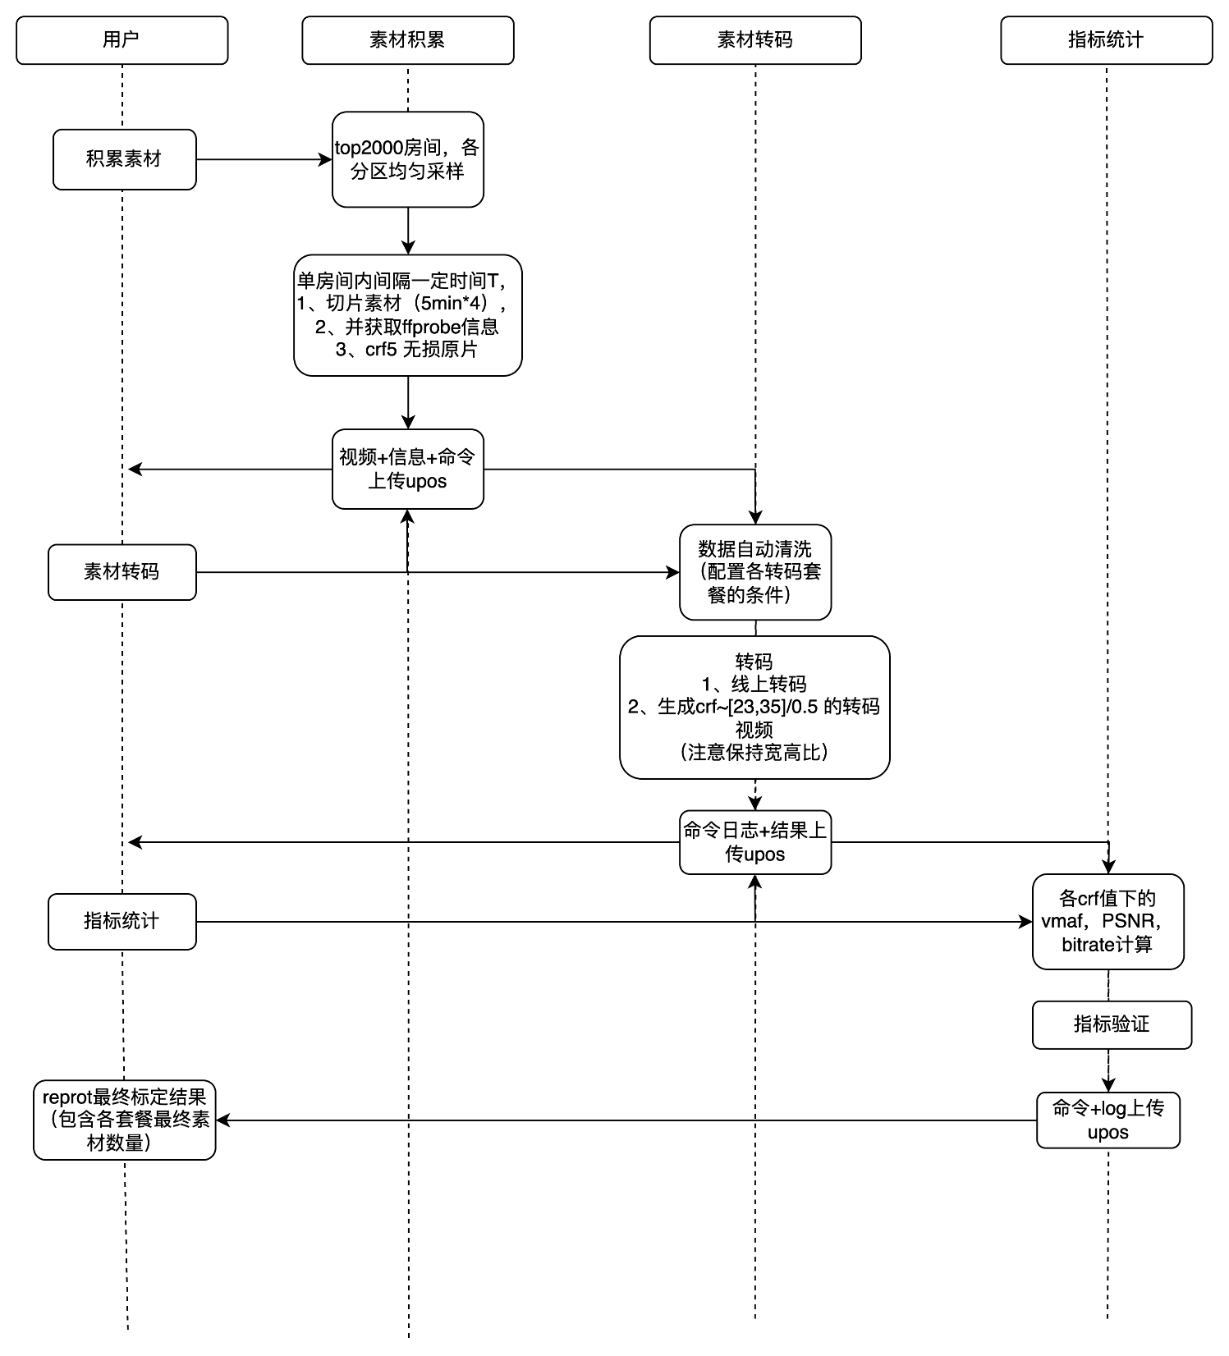 用户
素材积累
素材转码
指标统计
积累素材
top2000房间，各
分区均匀采样
单房间内间隔一定时间T，
1、切片素材（5min*4），
2、并获取ffprobe信息
3、crf5 无损原片
视频+信息+命令
上传upos
素材转码
数据自动清洗
（配置各转码套
餐的条件）
转码
1、线上转码
2、生成crf~[23,35]/0.5 的转码
视频
（注意保持宽高比）
命令日志+结果上
传upos
指标统计
各crf值下的
vmaf，PSNR，
bitrate计算
指标验证
reprot最终标定结果
（包含各套餐最终素
材数量）
命令+log上传
upos